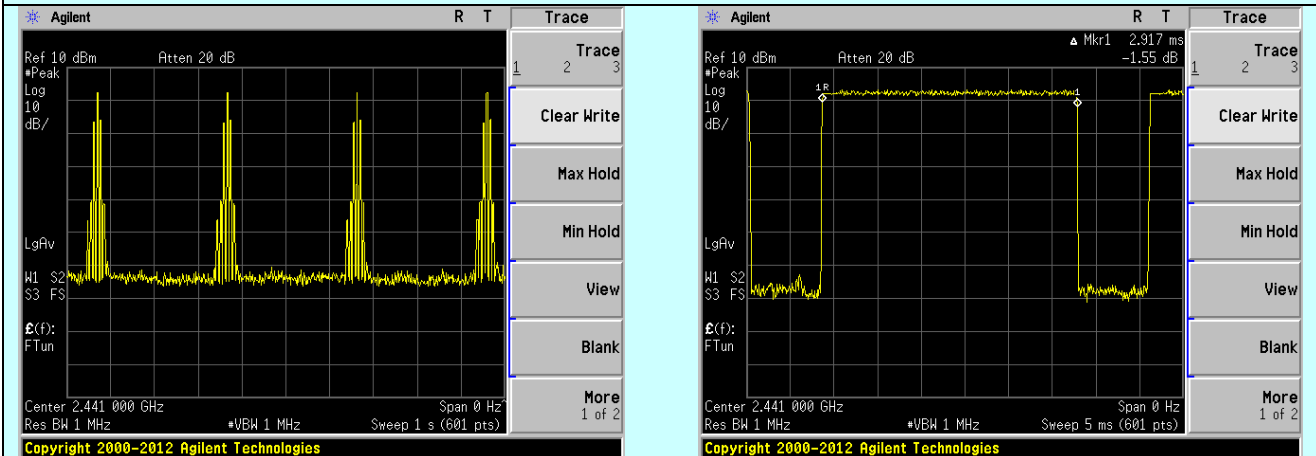 Agilent R T Trace
Ref 10 dBm Atten 20 dB
#Peak
Log
10
dB/
LgAv
W1 S2
S3 FS
£(f):
FTun
Center 2.441 000 GHz Span 0 Hz^
Res BW 1 MHz #VBW 1 MHz Sweep 1 s (601 pts)
Copyright 2000-2012 Agilent Technologies
Trace
1 2 3
Clear Write
Max Hold
Min Hold
View
Blank
More
1 of 2
Agilent R T Trace
Δ Mkr1 2.917 ms
Ref 10 dBm Atten 20 dB -1.55 dB
#Peak
Log
10
dB/
1R
1
LgAv
W1 S2
S3 FS
£(f):
FTun
Center 2.441 000 GHz Span 0 Hz
Res BW 1 MHz #VBW 1 MHz Sweep 5 ms (601 pts)
Copyright 2000-2012 Agilent Technologies
Trace
1 2 3
Clear Write
Max Hold
Min Hold
View
Blank
More
1 of 2